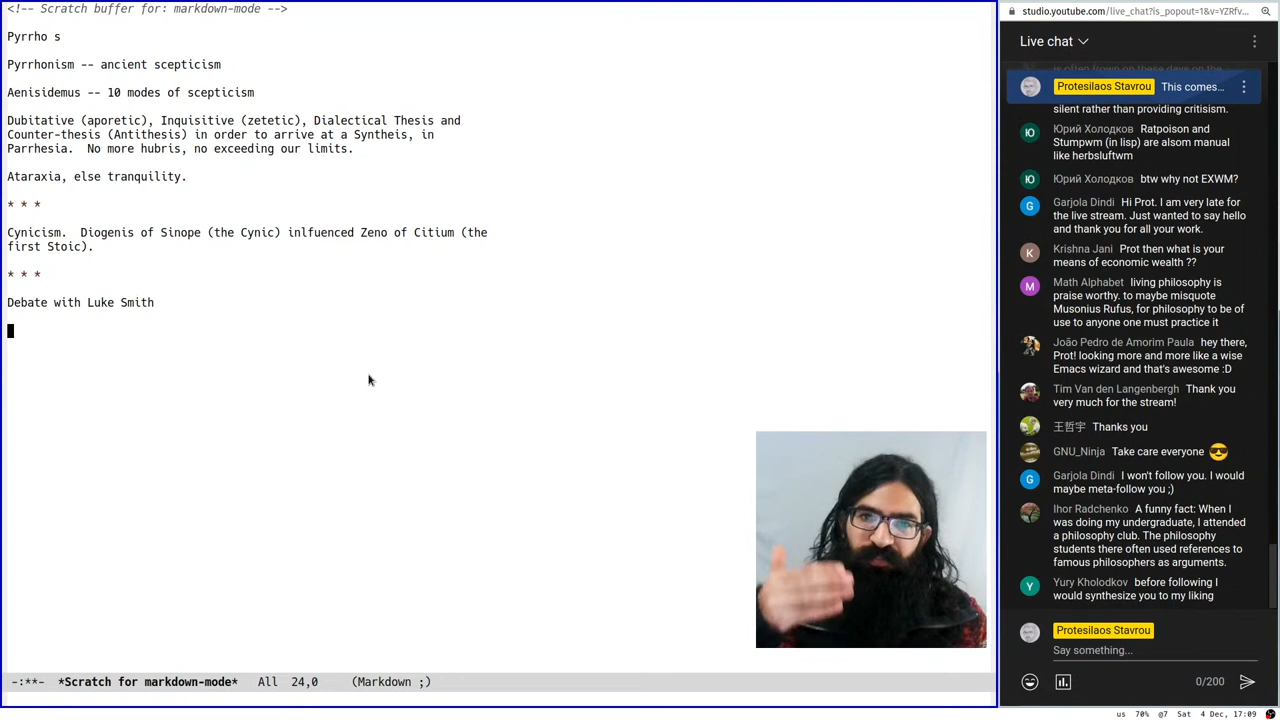 <!-- Scratch buffer for: markdown-mode -->
Pyrrho s
Pyrrhonism -- ancient scepticism
Aenisidemus -- 10 modes of scepticism
Dubitative (aporetic), Inquisitive (zetetic), Dialectical Thesis and
Counter-thesis (Antithesis) in order to arrive at a Syntheis, in
Parrhesia.  No more hubris, no exceeding our limits.
Ataraxia, else tranquility.
* * *
Cynicism.  Diogenis of Sinope (the Cynic) inlfuenced Zeno of Citium (the
first Stoic).
* * *
Debate with Luke Smith
-:**-  *Scratch for markdown-mode*   All  24,0    (Markdown ;)
studio.youtube.com/live_chat?is_popout=1&v=YZRfv...
Live chat
Protesilaos Stavrou This comes...
silent rather than providing critisism.
Юрий Холодков Ratpoison and
Stumpwm (in lisp) are alsom manual
like herbsluftwm
Юрий Холодков btw why not EXWM?
Garjola Dindi Hi Prot. I am very late for
the live stream. Just wanted to say hello
and thank you for all your work.
Krishna Jani Prot then what is your
means of economic wealth ??
Math Alphabet living philosophy is
praise worthy. to maybe misquote
Musonius Rufus, for philosophy to be of
use to anyone one must practice it
João Pedro de Amorim Paula hey there,
Prot! looking more and more like a wise
Emacs wizard and that's awesome :D
Tim Van den Langenbergh Thank you
very much for the stream!
王哲宇 Thanks you
GNU_Ninja Take care everyone 😎
Garjola Dindi I won't follow you. I would
maybe meta-follow you ;)
Ihor Radchenko A funny fact: When I
was doing my undergraduate, I attended
a philosophy club. The philosophy
students there often used references to
famous philosophers as arguments.
Yury Kholodkov before following I
would synthesize you to my liking
Protesilaos Stavrou
Say something...
0/200
us  70%  @7  Sat  4 Dec, 17:09